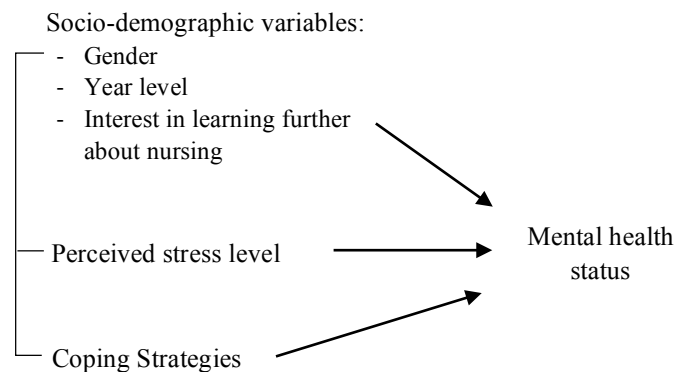 Socio-demographic variables:
- Gender
- Year level
- Interest in learning further
about nursing
Perceived stress level
Mental health
status
Coping Strategies